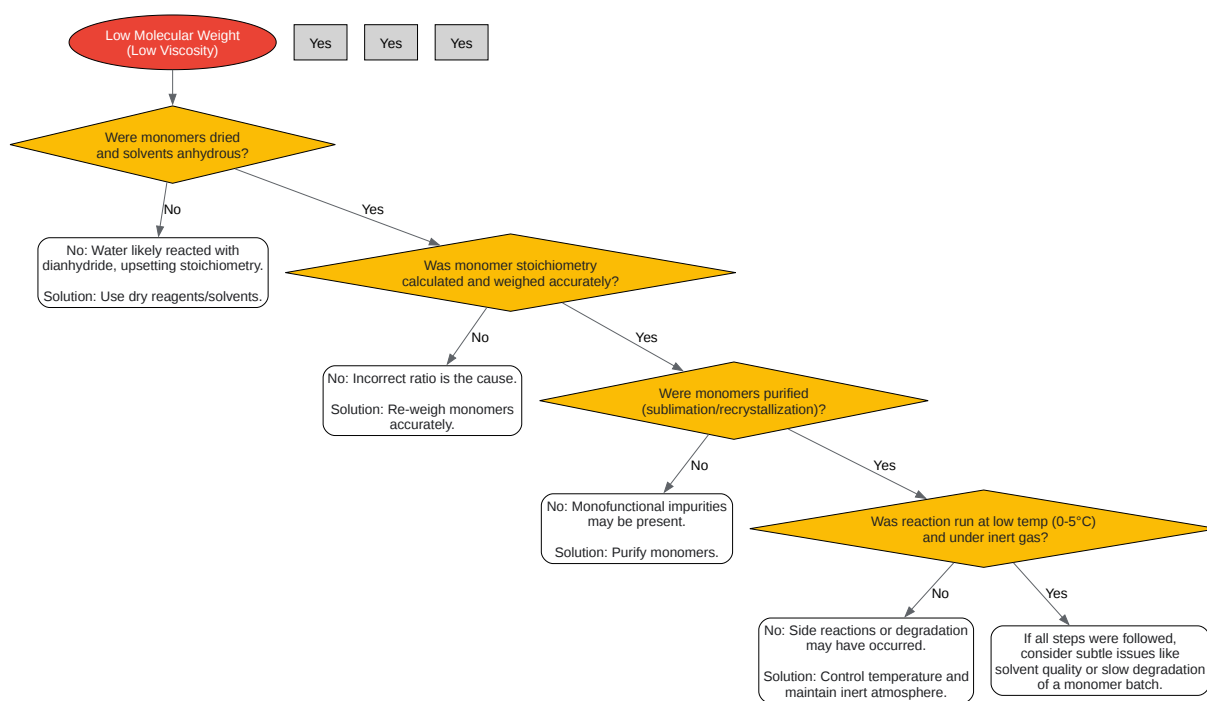 Low Molecular Weight
(Low Viscosity)
Yes
Yes
Yes
Were monomers dried
and solvents anhydrous?
No
Yes
No: Water likely reacted with
dianhydride, upsetting stoichiometry.
Solution: Use dry reagents/solvents.
Was monomer stoichiometry
calculated and weighed accurately?
No
Yes
No: Incorrect ratio is the cause.
Solution: Re-weigh monomers
accurately.
Were monomers purified
(sublimation/recrystallization)?
No
Yes
No: Monofunctional impurities
may be present.
Solution: Purify monomers.
Was reaction run at low temp (0-5°C)
and under inert gas?
No
Yes
No: Side reactions or degradation
may have occurred.
Solution: Control temperature and
maintain inert atmosphere.
If all steps were followed,
consider subtle issues like
solvent quality or slow degradation
of a monomer batch.